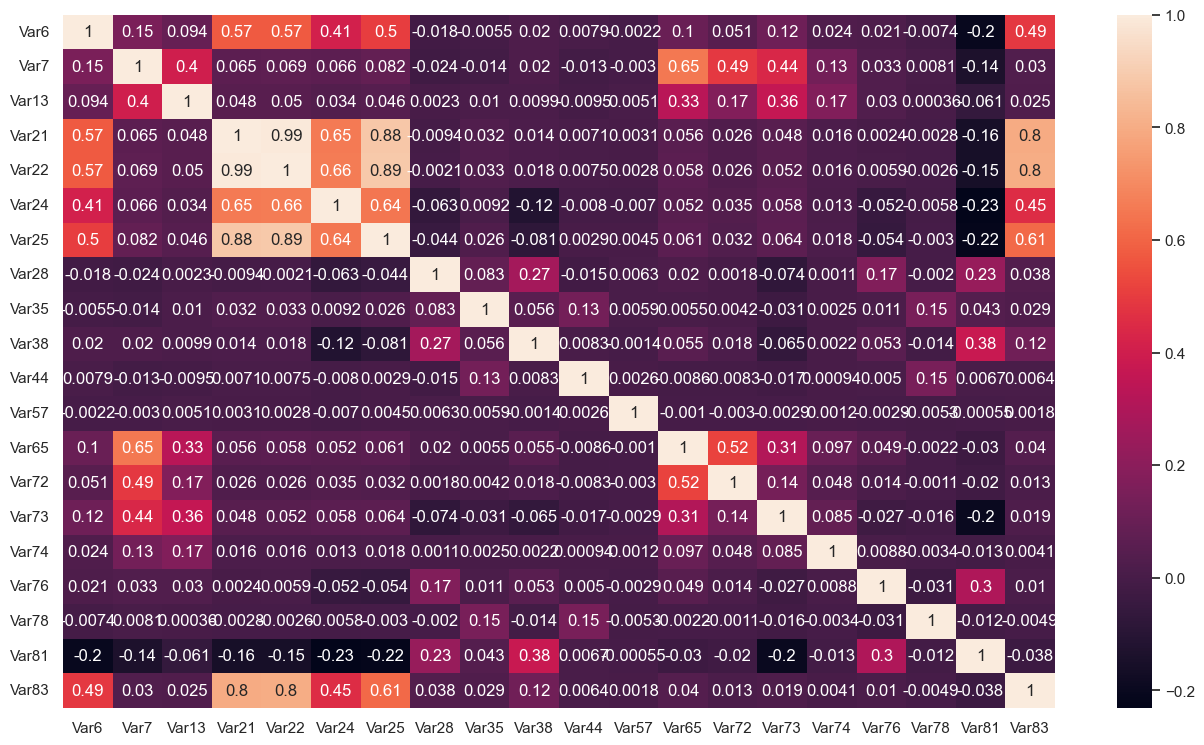 Var6 1 0.15 0.094 0.57 0.57 0.41 0.5 -0.018 -0.0055 0.02 0.0079 -0.0022 0.1 0.051 0.12 0.024 0.021 -0.0074 -0.2 0.49
Var7 0.15 1 0.4 0.065 0.069 0.066 0.082 -0.024 -0.014 0.02 -0.013 -0.003 0.65 0.49 0.44 0.13 0.033 0.0081 -0.14 0.03
Var13 0.094 0.4 1 0.048 0.05 0.034 0.046 0.0023 0.01 0.0099 -0.0095 0.0051 0.33 0.17 0.36 0.17 0.03 0.00036 -0.061 0.025
Var21 0.57 0.065 0.048 1 0.99 0.65 0.88 -0.0094 0.032 0.014 0.0071 0.0031 0.056 0.026 0.048 0.016 0.0024 -0.0028 -0.16 0.8
Var22 0.57 0.069 0.05 0.99 1 0.66 0.89 -0.0021 0.033 0.018 0.0075 0.0028 0.058 0.026 0.052 0.016 0.0059 -0.0026 -0.15 0.8
Var24 0.41 0.066 0.034 0.65 0.66 1 0.64 -0.063 0.0092 -0.12 -0.008 -0.007 0.052 0.035 0.058 0.013 -0.052 -0.0058 -0.23 0.45
Var25 0.5 0.082 0.046 0.88 0.89 0.64 1 -0.044 0.026 -0.081 0.0029 0.0045 0.061 0.032 0.064 0.018 -0.054 -0.003 -0.22 0.61
Var28 -0.018 -0.024 0.0023 -0.0094 -0.0021 -0.063 -0.044 1 0.083 0.27 -0.015 0.0063 0.02 0.0018 -0.074 0.0011 0.17 -0.002 0.23 0.038
Var35 -0.0055 -0.014 0.01 0.032 0.033 0.0092 0.026 0.083 1 0.056 0.13 0.0059 0.0055 0.0042 -0.031 0.0025 0.011 0.15 0.043 0.029
Var38 0.02 0.02 0.0099 0.014 0.018 -0.12 -0.081 0.27 0.056 1 0.0083 -0.0014 0.055 0.018 -0.065 0.0022 0.053 -0.014 0.38 0.12
Var44 0.0079 -0.013 -0.0095 0.0071 0.0075 -0.008 0.0029 -0.015 0.13 0.0083 1 0.0026 -0.0086 -0.0083 -0.017 0.00094 0.005 0.15 0.0067 0.0064
Var57 -0.0022 -0.003 0.0051 0.0031 0.0028 -0.007 0.0045 0.0063 0.0059 -0.0014 0.0026 1 -0.001 -0.003 -0.0029 0.0012 -0.0029 -0.0053 0.00055 0.0018
Var65 0.1 0.65 0.33 0.056 0.058 0.052 0.061 0.02 0.0055 0.055 -0.0086 -0.001 1 0.52 0.31 0.097 0.049 -0.0022 -0.03 0.04
Var72 0.051 0.49 0.17 0.026 0.026 0.035 0.032 0.0018 0.0042 0.018 -0.0083 -0.003 0.52 1 0.14 0.048 0.014 -0.0011 -0.02 0.013
Var73 0.12 0.44 0.36 0.048 0.052 0.058 0.064 -0.074 -0.031 -0.065 -0.017 -0.0029 0.31 0.14 1 0.085 -0.027 -0.016 -0.2 0.019
Var74 0.024 0.13 0.17 0.016 0.016 0.013 0.018 0.0011 0.0025 0.0022 0.00094 0.0012 0.097 0.048 0.085 1 0.0088 -0.0034 -0.013 0.0041
Var76 0.021 0.033 0.03 0.0024 0.0059 -0.052 -0.054 0.17 0.011 0.053 0.005 -0.0029 0.049 0.014 -0.027 0.0088 1 -0.031 0.3 0.01
Var78 -0.0074 0.0081 0.00036 -0.0028 -0.0026 -0.0058 -0.003 -0.002 0.15 -0.014 0.15 -0.0053 -0.0022 -0.0011 -0.016 -0.0034 -0.031 1 -0.012 -0.0049
Var81 -0.2 -0.14 -0.061 -0.16 -0.15 -0.23 -0.22 0.23 0.043 0.38 0.0067 0.00055 -0.03 -0.02 -0.2 -0.013 0.3 -0.012 1 -0.038
Var83 0.49 0.03 0.025 0.8 0.8 0.45 0.61 0.038 0.029 0.12 0.0064 0.0018 0.04 0.013 0.019 0.0041 0.01 -0.0049 -0.038 1
Var6 Var7 Var13 Var21 Var22 Var24 Var25 Var28 Var35 Var38 Var44 Var57 Var65 Var72 Var73 Var74 Var76 Var78 Var81 Var83
1.0
0.8
0.6
0.4
0.2
0.0
−0.2